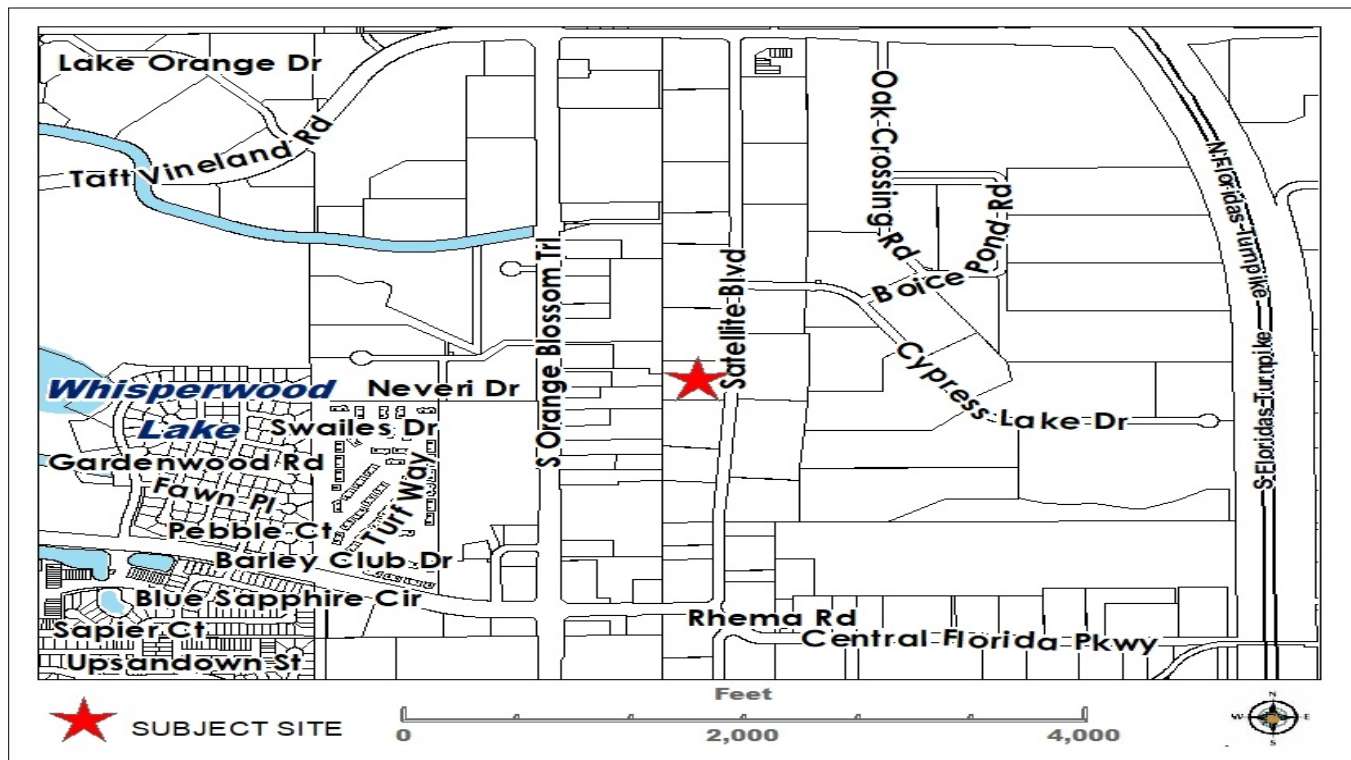 Lake Orange Dr
Taft Vineland Rd
Oak Crossing Rd
Boice Pond Rd
N Floridas Turnpike
S Orange Blossom Trl
Satellite Blvd
Cypress Lake Dr
S Floridas Turnpike
Whisperwood
Lake
Neveri Dr
Swailes Dr
Gardenwood Rd
Fawn Pl
Turf Way
Pebble Ct
Barley Club Dr
Blue Sapphire Cir
Rhema Rd
Sapier Ct
Central Florida Pkwy
Upsandown St
SUBJECT SITE
Feet
0
2,000
4,000
N
W
E
S